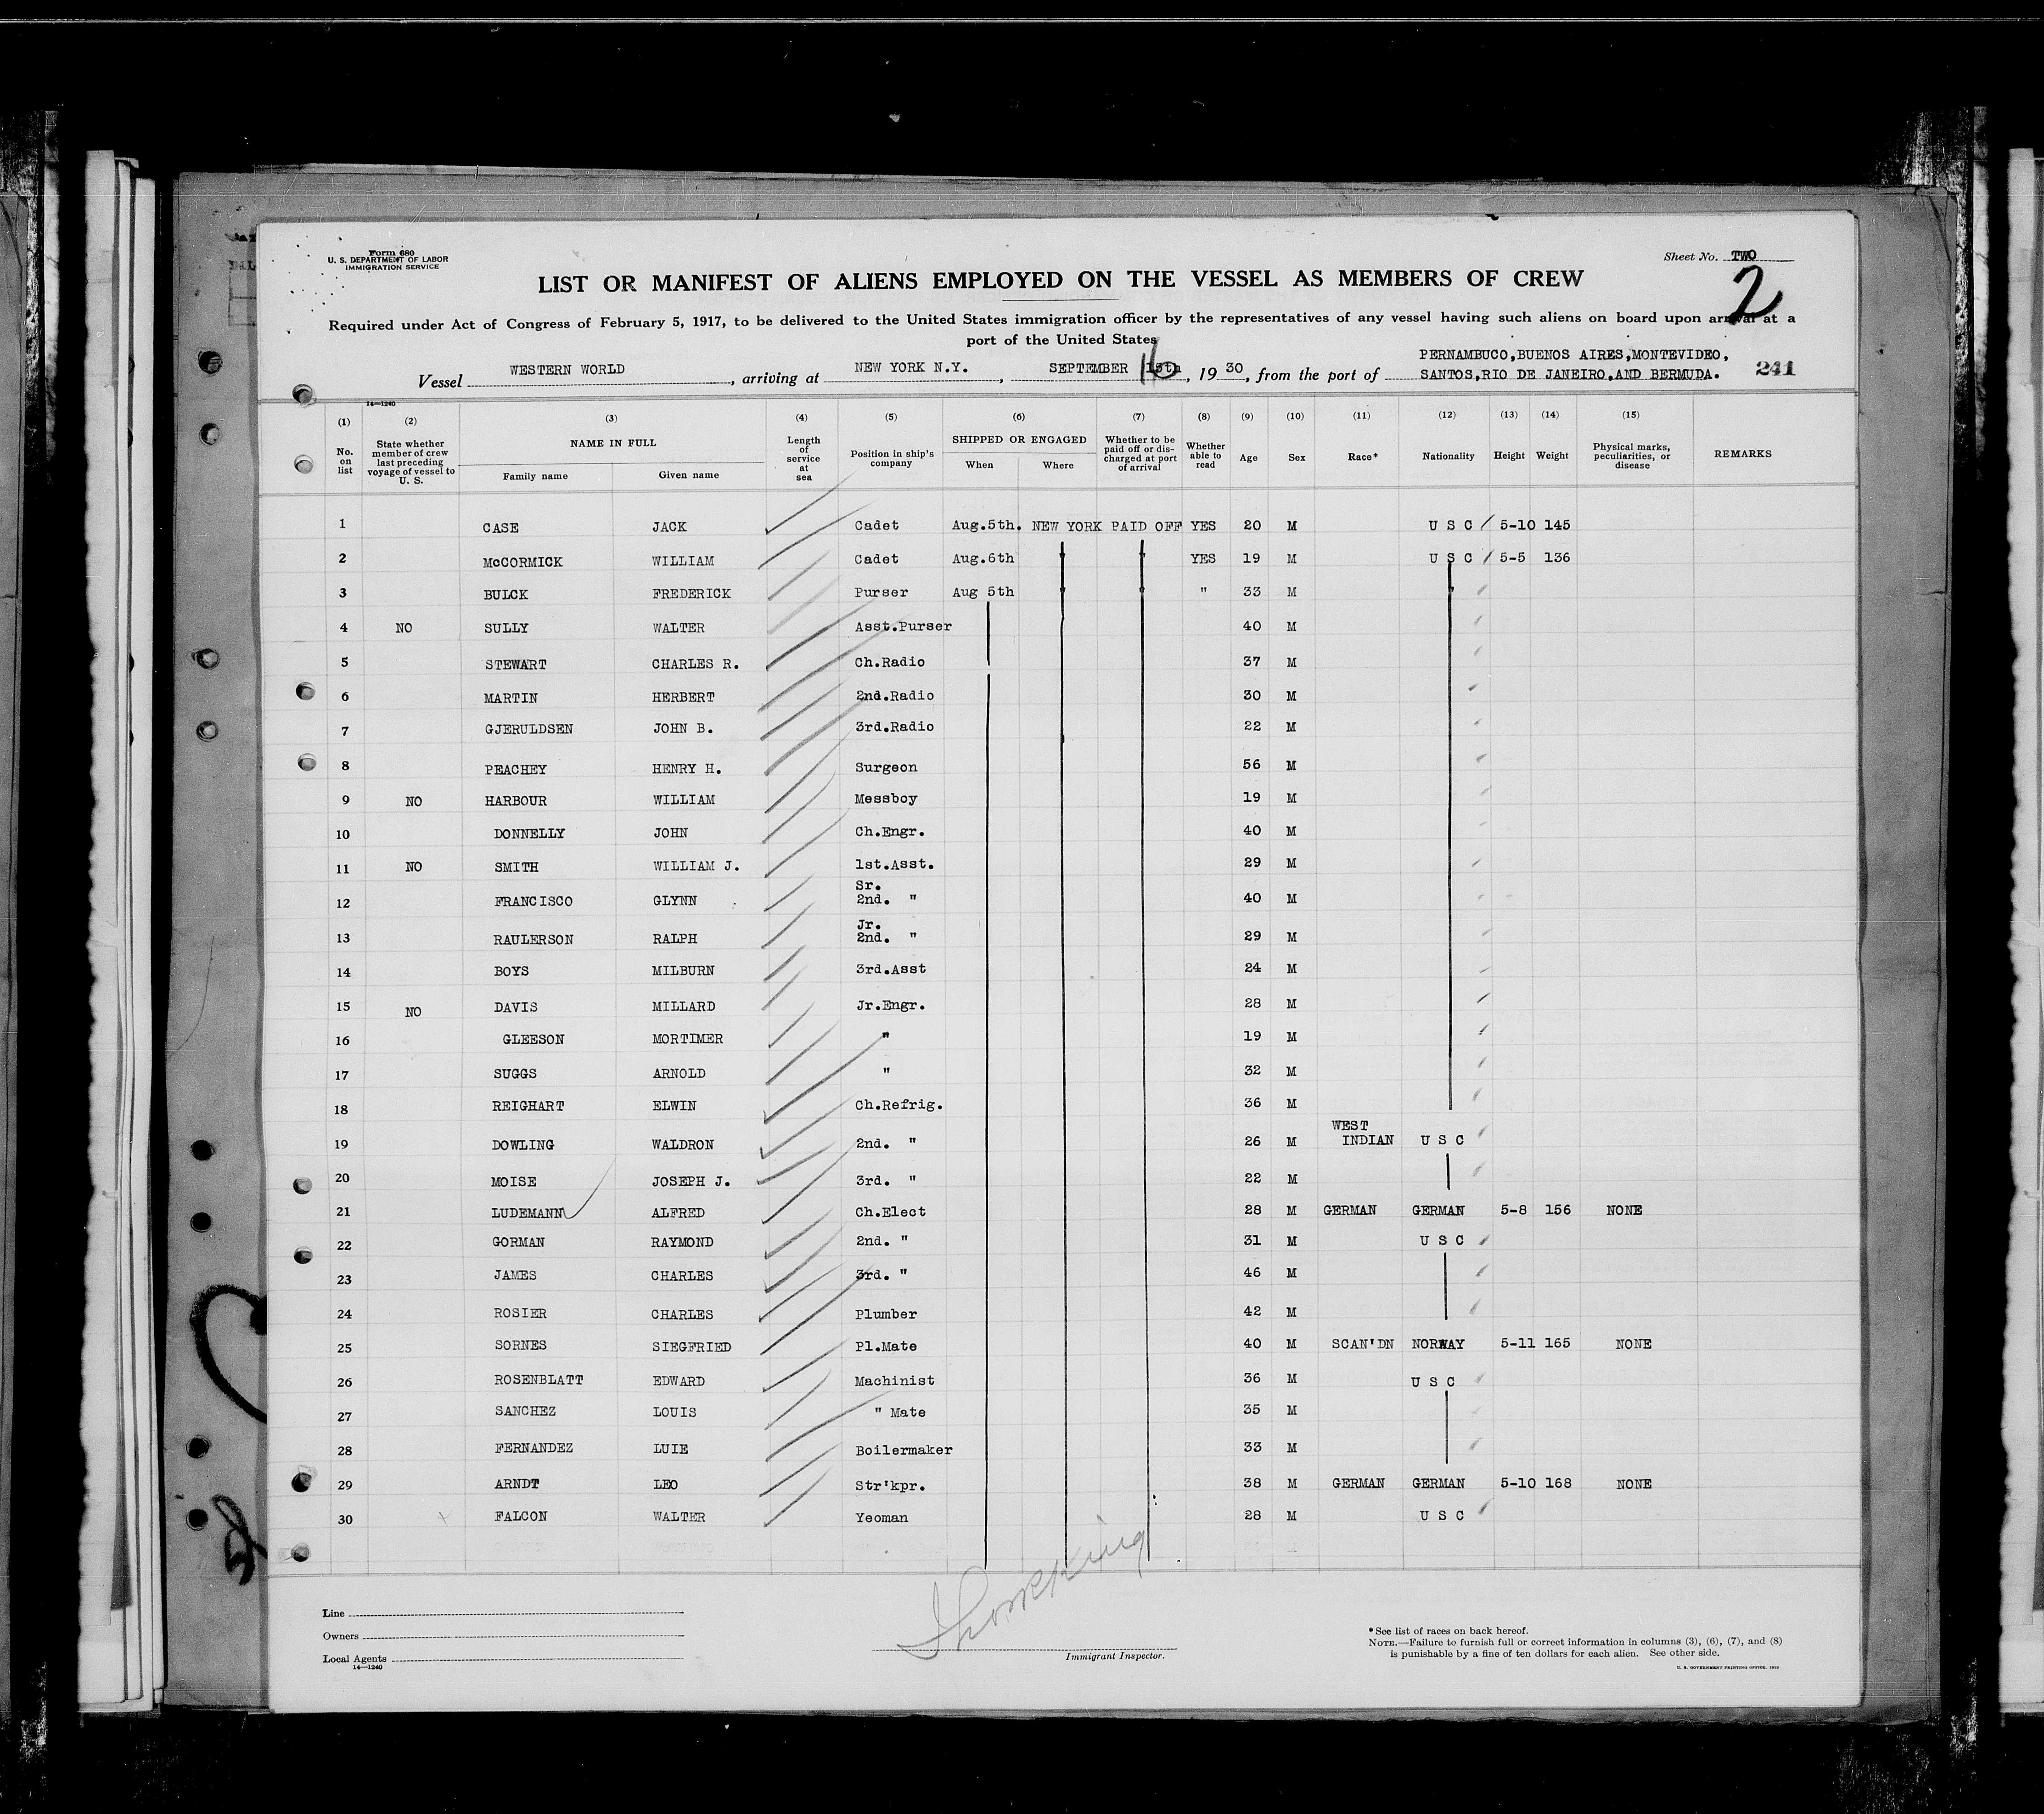 Form 680
U. S. DEPARTMENT OF LABOR
IMMIGRATION SERVICE
Sheet No. TWO
2
LIST OR MANIFEST OF ALIENS EMPLOYED ON THE VESSEL AS MEMBERS OF CREW
Required under Act of Congress of February 5, 1917, to be delivered to the United States immigration officer by the representatives of any vessel having such aliens on board upon arrival at a
port of the United States
Vessel WESTERN WORLD, arriving at NEW YORK N.Y., SEPTEMBER 16, 1930, from the port of PERNAMBUCO,BUENOS AIRES,MONTEVIDEO,
SANTOS,RIO DE JANEIRO,AND BERMUDA. 241
14—1240
(1) (2) (3) (4) (5) (6) (7) (8) (9) (10) (11) (12) (13) (14) (15)
No. on list State whether member of crew last preceding voyage of vessel to U. S. NAME IN FULL Family name Given name Length of service at sea Position in ship's company SHIPPED OR ENGAGED When Where Whether to be paid off or discharged at port of arrival Whether able to read Age Sex Race* Nationality Height Weight Physical marks, peculiarities, or disease REMARKS
1 CASE JACK Cadet Aug.5th. NEW YORK PAID OFF YES 20 M U S C 5-10 145
2 McCORMICK WILLIAM Cadet Aug.6th YES 19 M U S C 5-5 136
3 BULCK FREDERICK Purser Aug 5th " 33 M
4 NO SULLY WALTER Asst.Purser 40 M
5 STEWART CHARLES R. Ch.Radio 37 M
6 MARTIN HERBERT 2nd.Radio 30 M
7 GJERULDSEN JOHN B. 3rd.Radio 22 M
8 PEACHEY HENRY H. Surgeon 56 M
9 NO HARBOUR WILLIAM Messboy 19 M
10 DONNELLY JOHN Ch.Engr. 40 M
11 NO SMITH WILLIAM J. 1st.Asst. 29 M
12 FRANCISCO GLYNN Sr. 2nd. " 40 M
13 RAULERSON RALPH Jr. 2nd. " 29 M
14 BOYS MILBURN 3rd.Asst 24 M
15 NO DAVIS MILLARD Jr.Engr. 28 M
16 GLEESON MORTIMER " 19 M
17 SUGGS ARNOLD " 32 M
18 REIGHART ELWIN Ch.Refrig. 36 M
19 DOWLING WALDRON 2nd. " 26 M WEST INDIAN U S C
20 MOISE JOSEPH J. 3rd. " 22 M
21 LUDEMANN ALFRED Ch.Elect 28 M GERMAN GERMAN 5-8 156 NONE
22 GORMAN RAYMOND 2nd. " 31 M U S C
23 JAMES CHARLES 3rd. " 46 M
24 ROSIER CHARLES Plumber 42 M
25 SORNES SIEGFRIED Pl.Mate 40 M SCAN'DN NORWAY 5-11 165 NONE
26 ROSENBLATT EDWARD Machinist 36 M U S C
27 SANCHEZ LOUIS " Mate 35 M
28 FERNANDEZ LUIE Boilermaker 33 M
29 ARNDT LEO Str'kpr. 38 M GERMAN GERMAN 5-10 168 NONE
30 FALCON WALTER Yeoman 28 M U S C
Line
Owners
Local Agents
14—1240
Immigrant Inspector.
*See list of races on back hereof.
NOTE.—Failure to furnish full or correct information in columns (3), (6), (7), and (8)
is punishable by a fine of ten dollars for each alien. See other side.